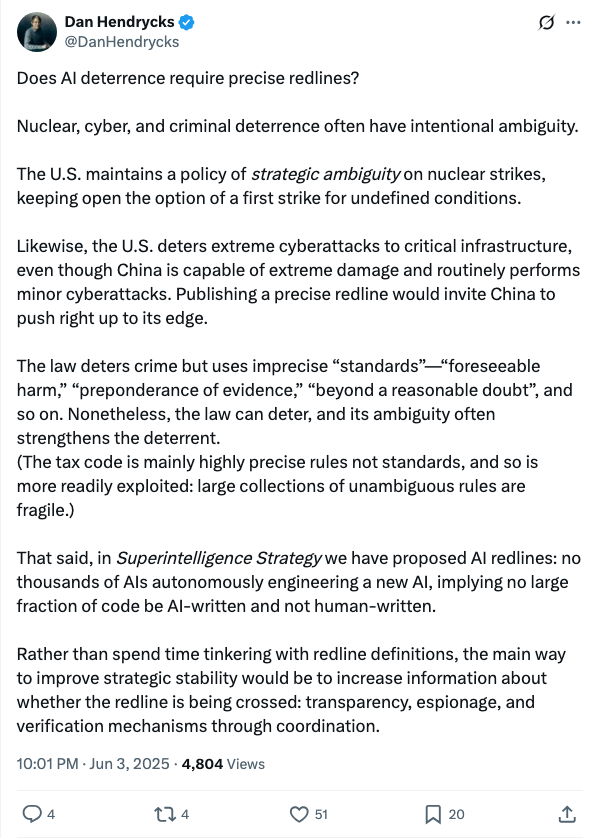 Dan Hendrycks
@DanHendrycks
Does AI deterrence require precise redlines?
Nuclear, cyber, and criminal deterrence often have intentional ambiguity.
The U.S. maintains a policy of strategic ambiguity on nuclear strikes,
keeping open the option of a first strike for undefined conditions.
Likewise, the U.S. deters extreme cyberattacks to critical infrastructure,
even though China is capable of extreme damage and routinely performs
minor cyberattacks. Publishing a precise redline would invite China to
push right up to its edge.
The law deters crime but uses imprecise “standards”—“foreseeable
harm,” “preponderance of evidence,” “beyond a reasonable doubt”, and
so on. Nonetheless, the law can deter, and its ambiguity often
strengthens the deterrent.
(The tax code is mainly highly precise rules not standards, and so is
more readily exploited: large collections of unambiguous rules are
fragile.)
That said, in Superintelligence Strategy we have proposed AI redlines: no
thousands of AIs autonomously engineering a new AI, implying no large
fraction of code be AI-written and not human-written.
Rather than spend time tinkering with redline definitions, the main way
to improve strategic stability would be to increase information about
whether the redline is being crossed: transparency, espionage, and
verification mechanisms through coordination.
10:01 PM · Jun 3, 2025 · 4,804 Views
4 4 51 20